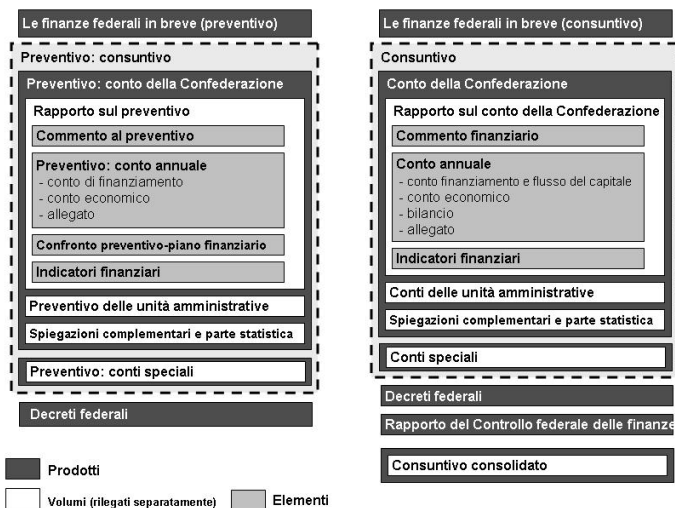 Le finanze federali in breve (preventivo)
Preventivo: consuntivo
Preventivo: conto della Confederazione
Rapporto sul preventivo
Commento al preventivo
Preventivo: conto annuale
- conto di finanziamento
- conto economico
- allegato
Confronto preventivo-piano finanziario
Indicatori finanziari
Preventivo delle unità amministrative
Spiegazioni complementari e parte statistica
Preventivo: conti speciali
Decreti federali
Le finanze federali in breve (consuntivo)
Consuntivo
Conto della Confederazione
Rapporto sul conto della Confederazione
Commento finanziario
Conto annuale
- conto finanziamento e flusso del capitale
- conto economico
- bilancio
- allegato
Indicatori finanziari
Conti delle unità amministrative
Spiegazioni complementari e parte statistica
Conti speciali
Decreti federali
Rapporto del Controllo federale delle finanze
Consuntivo consolidato
Prodotti
Volumi (rilegati separatamente)
Elementi